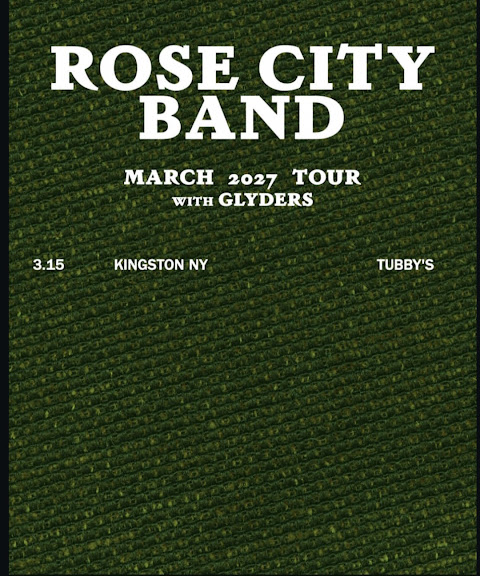 ROSE CITY
BAND
MARCH 2027 TOUR
WITH GLYDERS
3.15 KINGSTON NY TUBBY'S